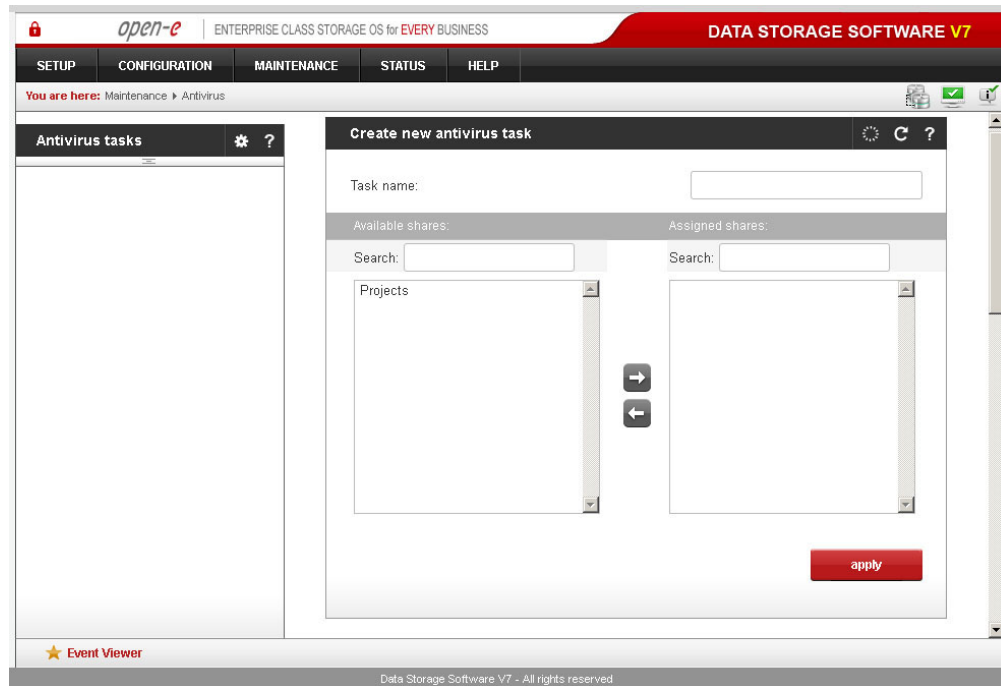 open-e ENTERPRISE CLASS STORAGE OS for EVERY BUSINESS
DATA STORAGE SOFTWARE V7
SETUP CONFIGURATION MAINTENANCE STATUS HELP
You are here: Maintenance Antivirus
Antivirus tasks ?
Create new antivirus task ?
Task name:
Available shares: Assigned shares:
Search: Search:
Projects
apply
Event Viewer
Data Storage Software V7 - All rights reserved